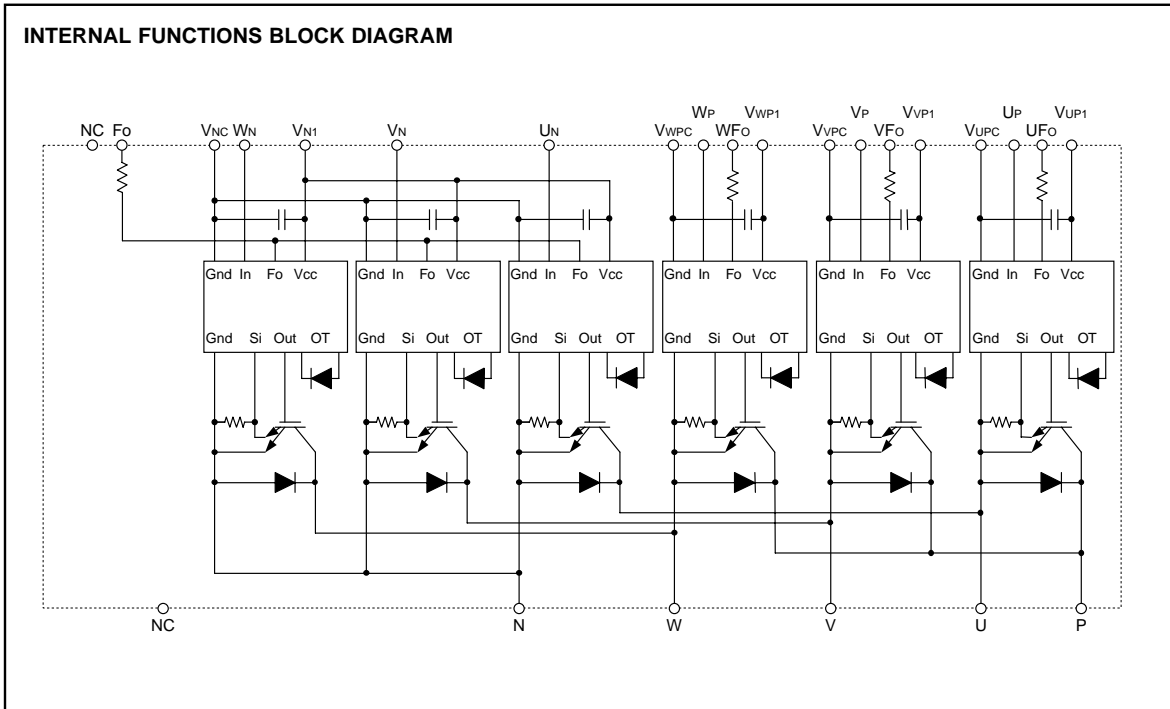 INTERNAL FUNCTIONS BLOCK DIAGRAM
WP VWP1 VP VVP1 UP VUP1
NC Fo VNC WN VN1 VN UN VWPC WFO VVPC VFO VUPC UFO
Gnd In Fo Vcc Gnd In Fo Vcc Gnd In Fo Vcc Gnd In Fo Vcc Gnd In Fo Vcc Gnd In Fo Vcc
Gnd Si Out OT Gnd Si Out OT Gnd Si Out OT Gnd Si Out OT Gnd Si Out OT Gnd Si Out OT
NC N W V U P